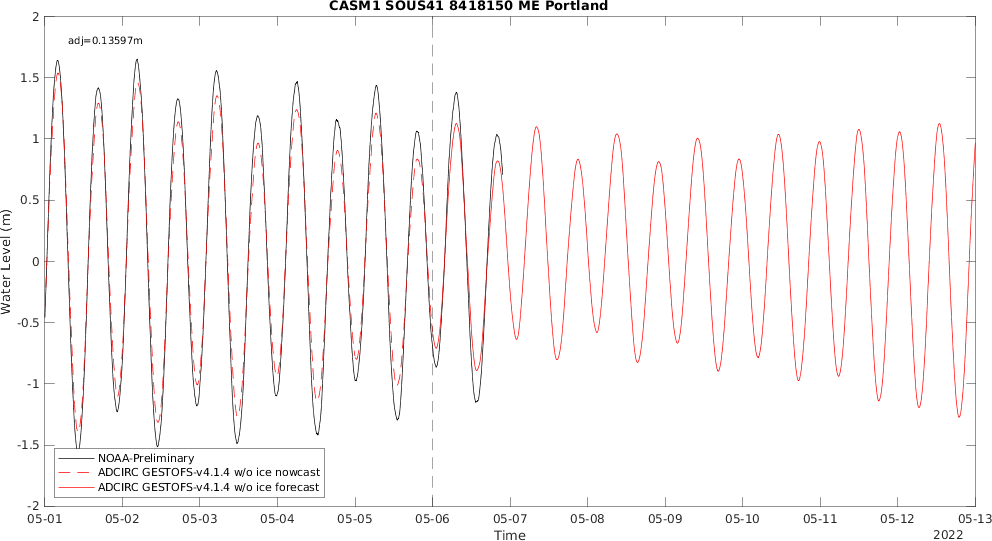 CASM1 SOUS41 8418150 ME Portland
adj=0.13597m
2
1.5
1
0.5
0
-0.5
-1
-1.5
-2
Water Level (m)
NOAA-Preliminary
ADCIRC GESTOFS-v4.1.4 w/o ice nowcast
ADCIRC GESTOFS-v4.1.4 w/o ice forecast
05-01 05-02 05-03 05-04 05-05 05-06 05-07 05-08 05-09 05-10 05-11 05-12 05-13
Time
2022